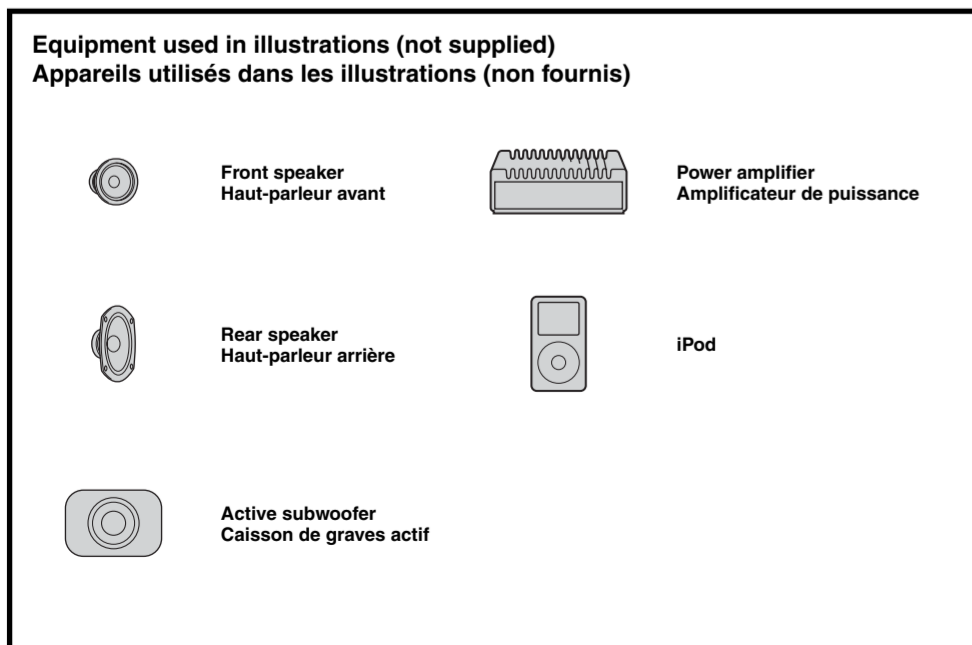 Equipment used in illustrations (not supplied)
Appareils utilisés dans les illustrations (non fournis)
Front speaker
Haut-parleur avant
Power amplifier
Amplificateur de puissance
Rear speaker
Haut-parleur arrière
iPod
Active subwoofer
Caisson de graves actif